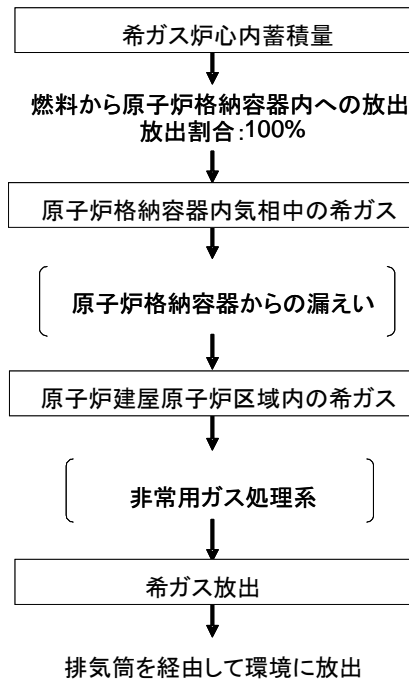 希ガス炉心内蓄積量
燃料から原子炉格納容器内への放出
放出割合:100%
原子炉格納容器内気相中の希ガス
原子炉格納容器からの漏えい
原子炉建屋原子炉区域内の希ガス
非常用ガス処理系
希ガス放出
排気筒を経由して環境に放出